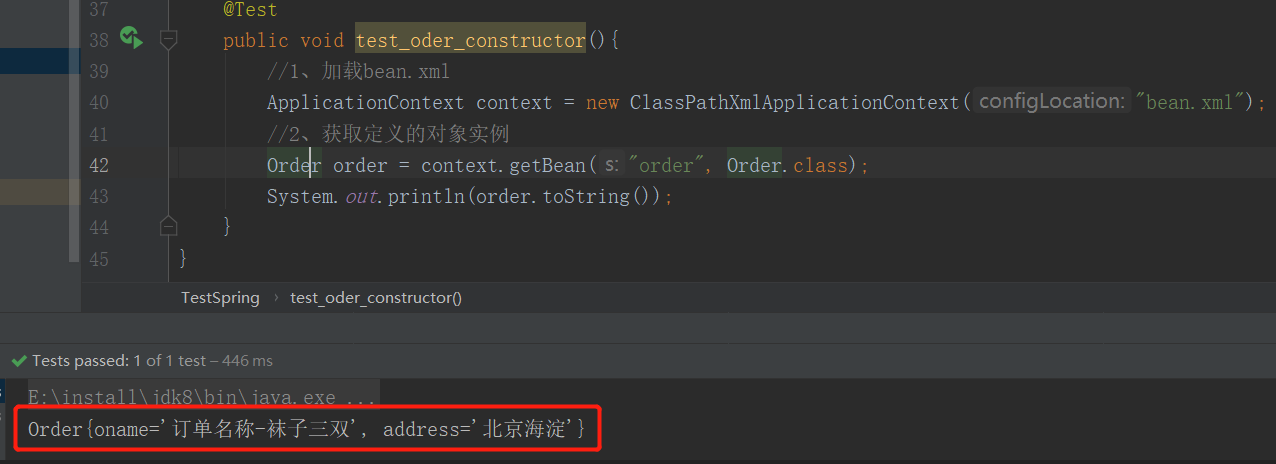 37 @Test
38 public void test_oder_constructor(){
39 //1、加载bean.xml
40 ApplicationContext context = new ClassPathXmlApplicationContext( configLocation: "bean.xml");
41 //2、获取定义的对象实例
42 Order order = context.getBean( s: "order", Order.class);
43 System.out.println(order.toString());
44 }
45 }
TestSpring › test_oder_constructor()
Tests passed: 1 of 1 test – 446 ms
E:\install\jdk8\bin\java.exe ...
Order{oname='订单名称-袜子三双', address='北京海淀'}